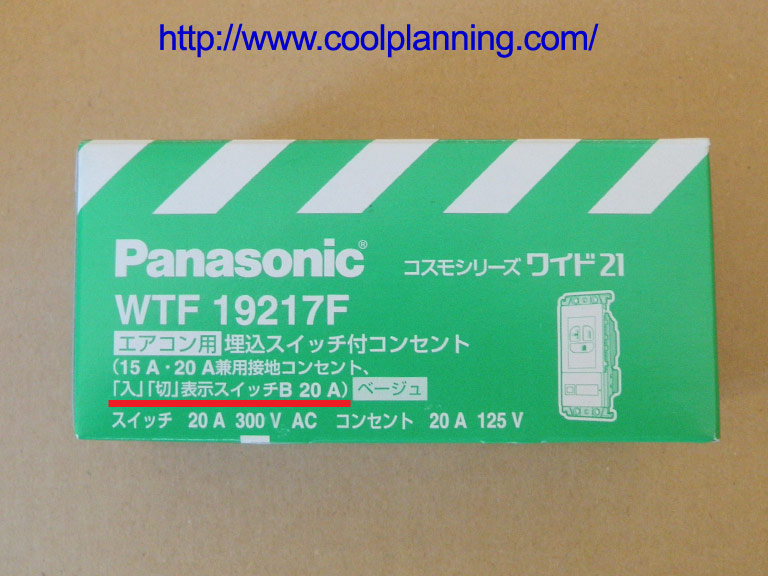 http://www.coolplanning.com/
Panasonic® コスモシリーズ ワイド21
WTF 19217F
エアコン用 埋込スイッチ付コンセント
(15 A・20 A兼用接地コンセント、
「入」「切」表示スイッチB 20 A) ベージュ
スイッチ 20 A 300 V AC コンセント 20 A 125 V